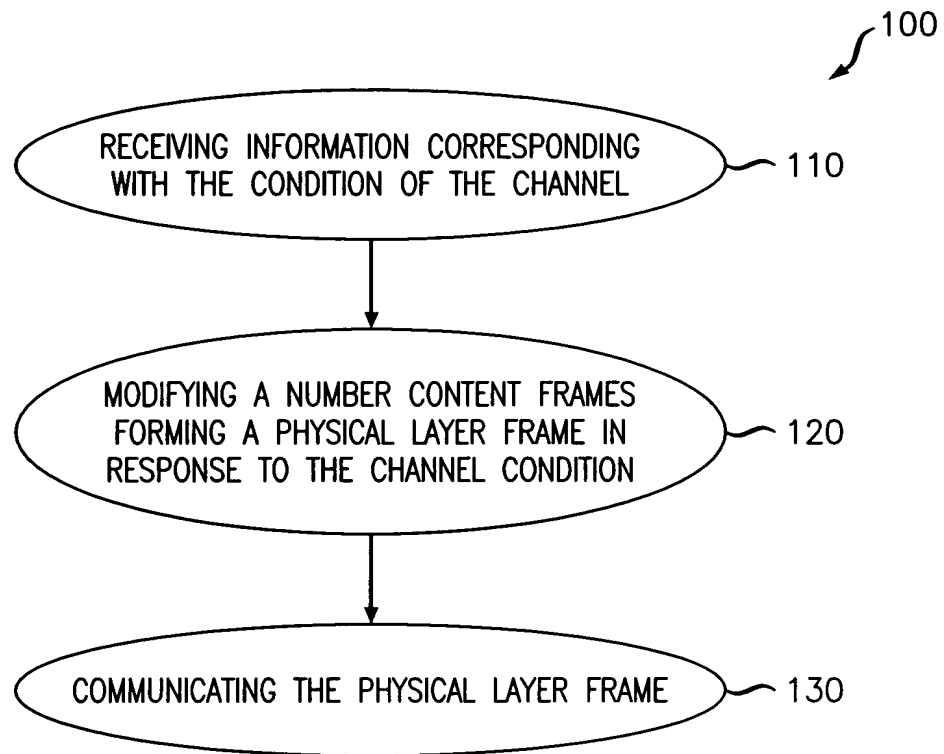 100
RECEIVING INFORMATION CORRESPONDING
WITH THE CONDITION OF THE CHANNEL
110
MODIFYING A NUMBER CONTENT FRAMES
FORMING A PHYSICAL LAYER FRAME IN
RESPONSE TO THE CHANNEL CONDITION
120
COMMUNICATING THE PHYSICAL LAYER FRAME
130